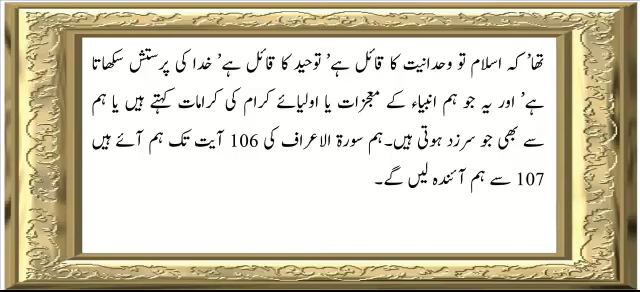 تھا’ کہ اسلام تو وحدانیت کا قائل ہے’ توحید کا قائل ہے’ خدا کی پرستش سکھاتا
ہے’ اور یہ جو ہم انبیاء کے معجزات یا اولیائے کرام کی کرامات کہتے ہیں یا ہم
سے بھی جو سرزد ہوتی ہیں۔ہم سورۃ الاعراف کی 106 آیت تک ہم آئے ہیں
107 سے ہم آئندہ لیں گے۔